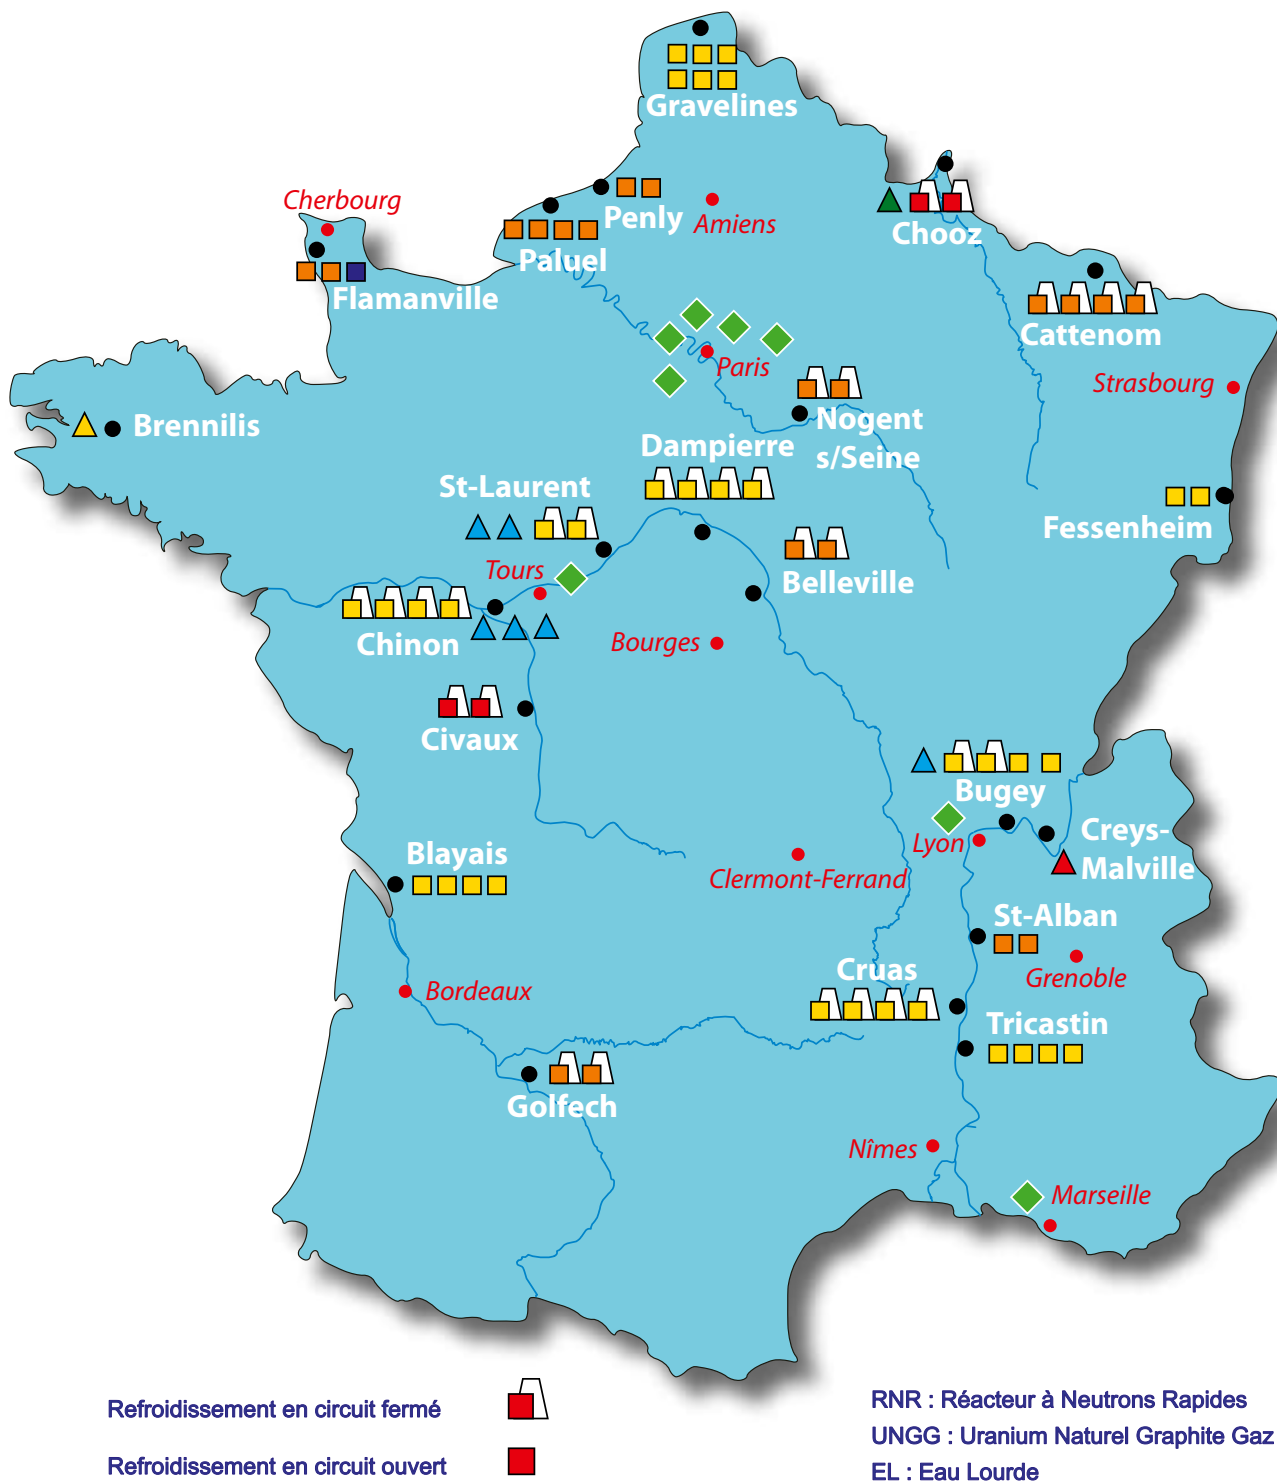 Gravelines
Cherbourg
Penly
Amiens
Chooz
Paluel
Flamanville
Cattenom
Paris
Strasbourg
Brennilis
Nogent
s/Seine
Dampierre
St-Laurent
Fessenheim
Tours
Belleville
Chinon
Bourges
Civaux
Bugey
Creys-
Malville
Lyon
Blayais
Clermont-Ferrand
St-Alban
Cruas
Grenoble
Bordeaux
Tricastin
Golfech
Nîmes
Marseille
Refroidissement en circuit fermé
Refroidissement en circuit ouvert
RNR : Réacteur à Neutrons Rapides
UNGG : Uranium Naturel Graphite Gaz
EL : Eau Lourde